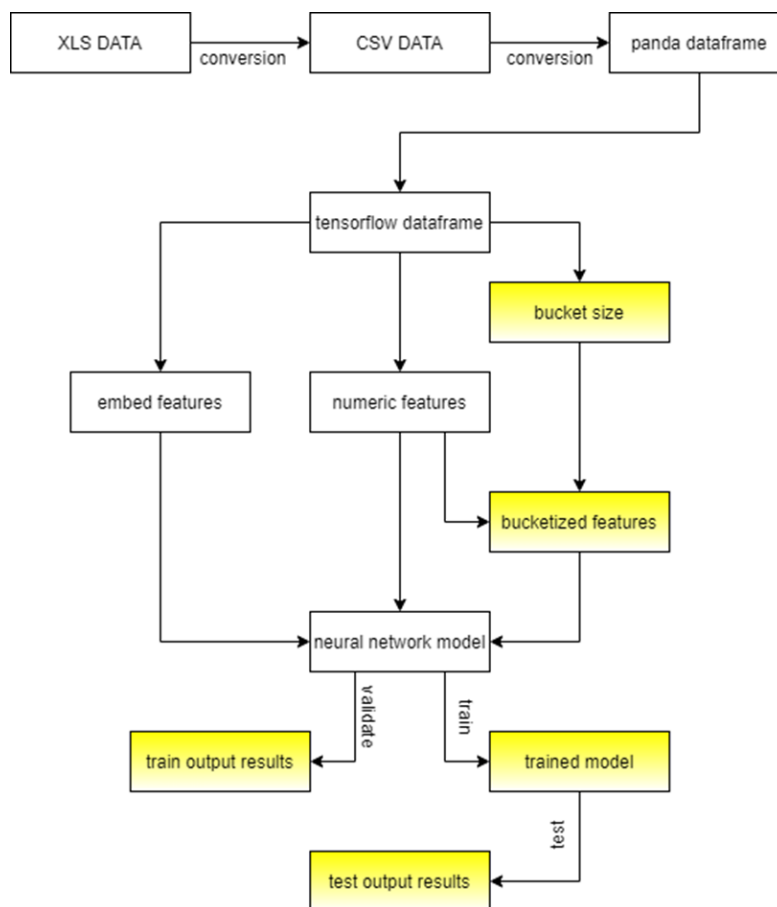 XLS DATA
conversion
CSV DATA
conversion
panda dataframe
tensorflow dataframe
bucket size
embed features
numeric features
bucketized features
neural network model
validate
train
train output results
trained model
test
test output results